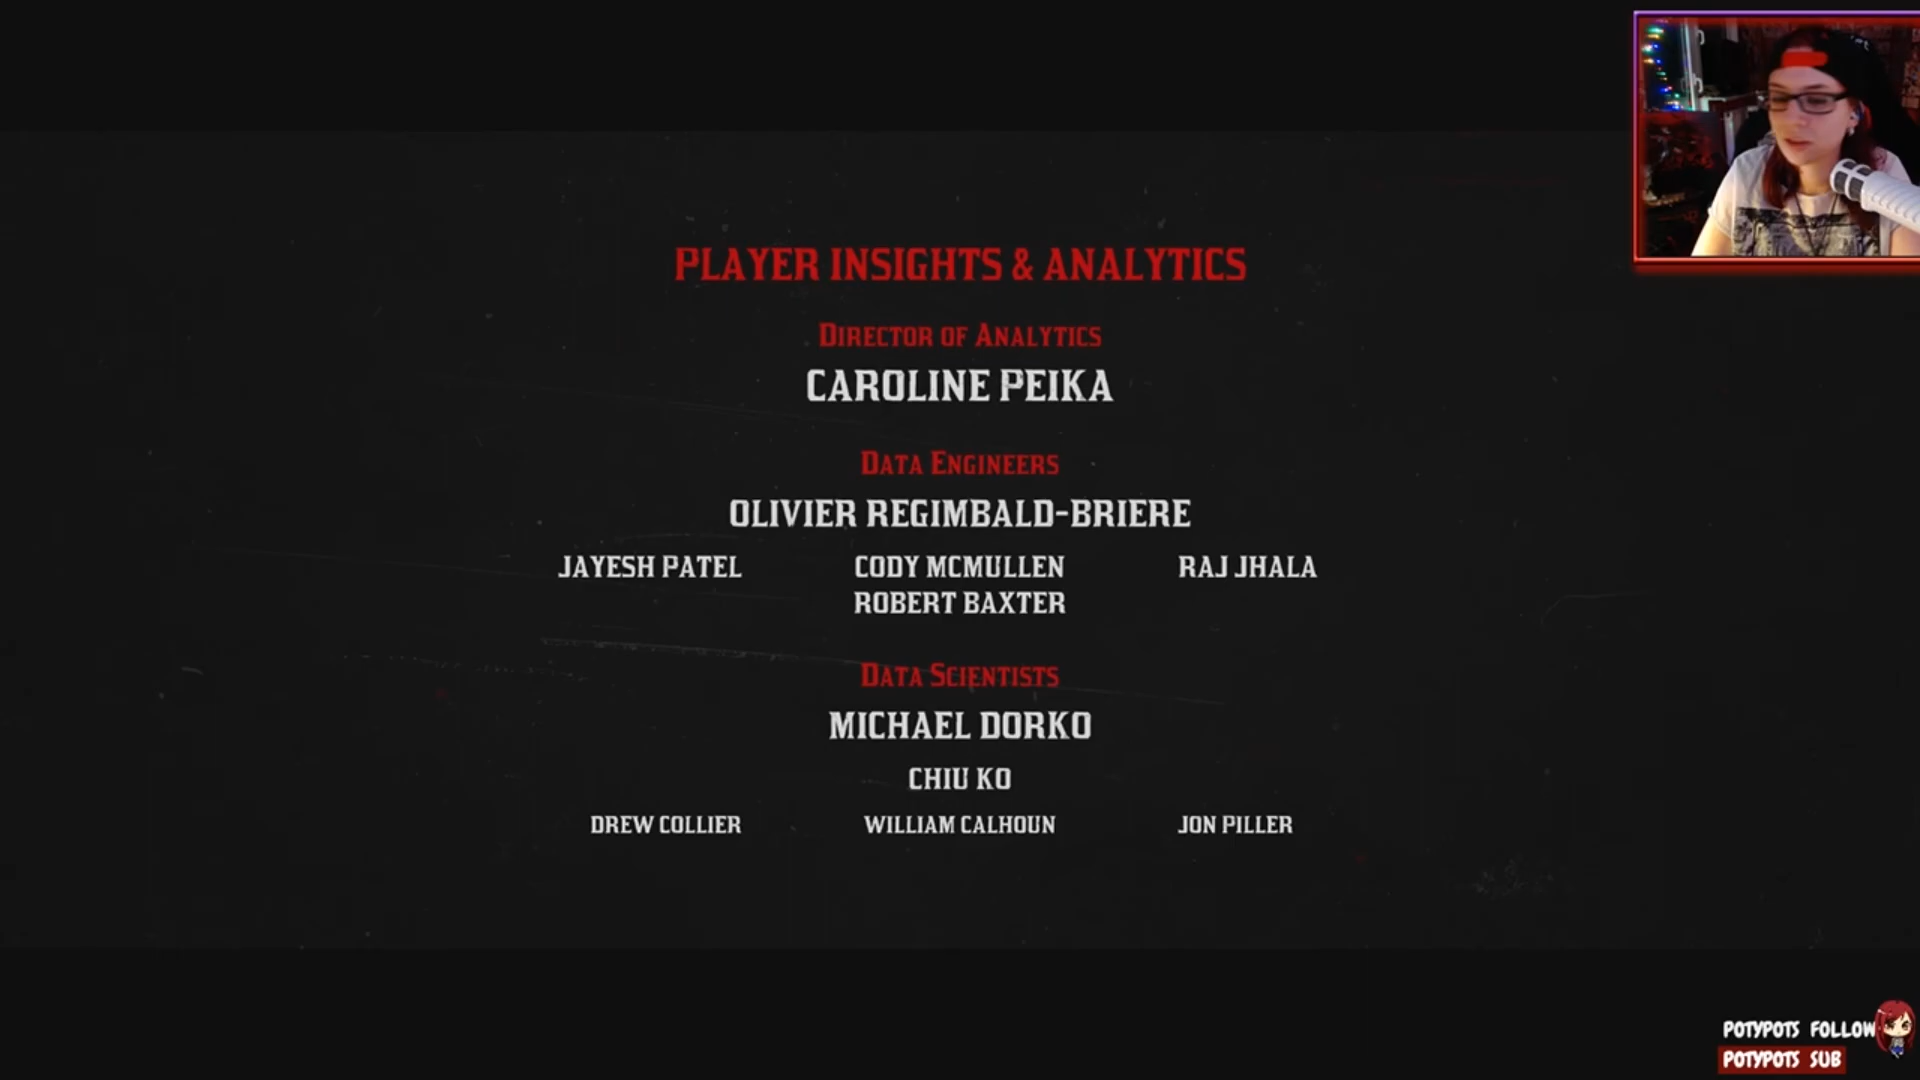 PLAYER INSIGHTS & ANALYTICS
DIRECTOR OF ANALYTICS
CAROLINE PEIKA
DATA ENGINEERS
OLIVIER REGIMBALD-BRIERE
JAYESH PATEL CODY MCMULLEN RAJ JHALA
ROBERT BAXTER
DATA SCIENTISTS
MICHAEL DORKO
CHIU KO
DREW COLLIER WILLIAM CALHOUN JON PILLER
POTYPOTS FOLLOW
POTYPOTS SUB